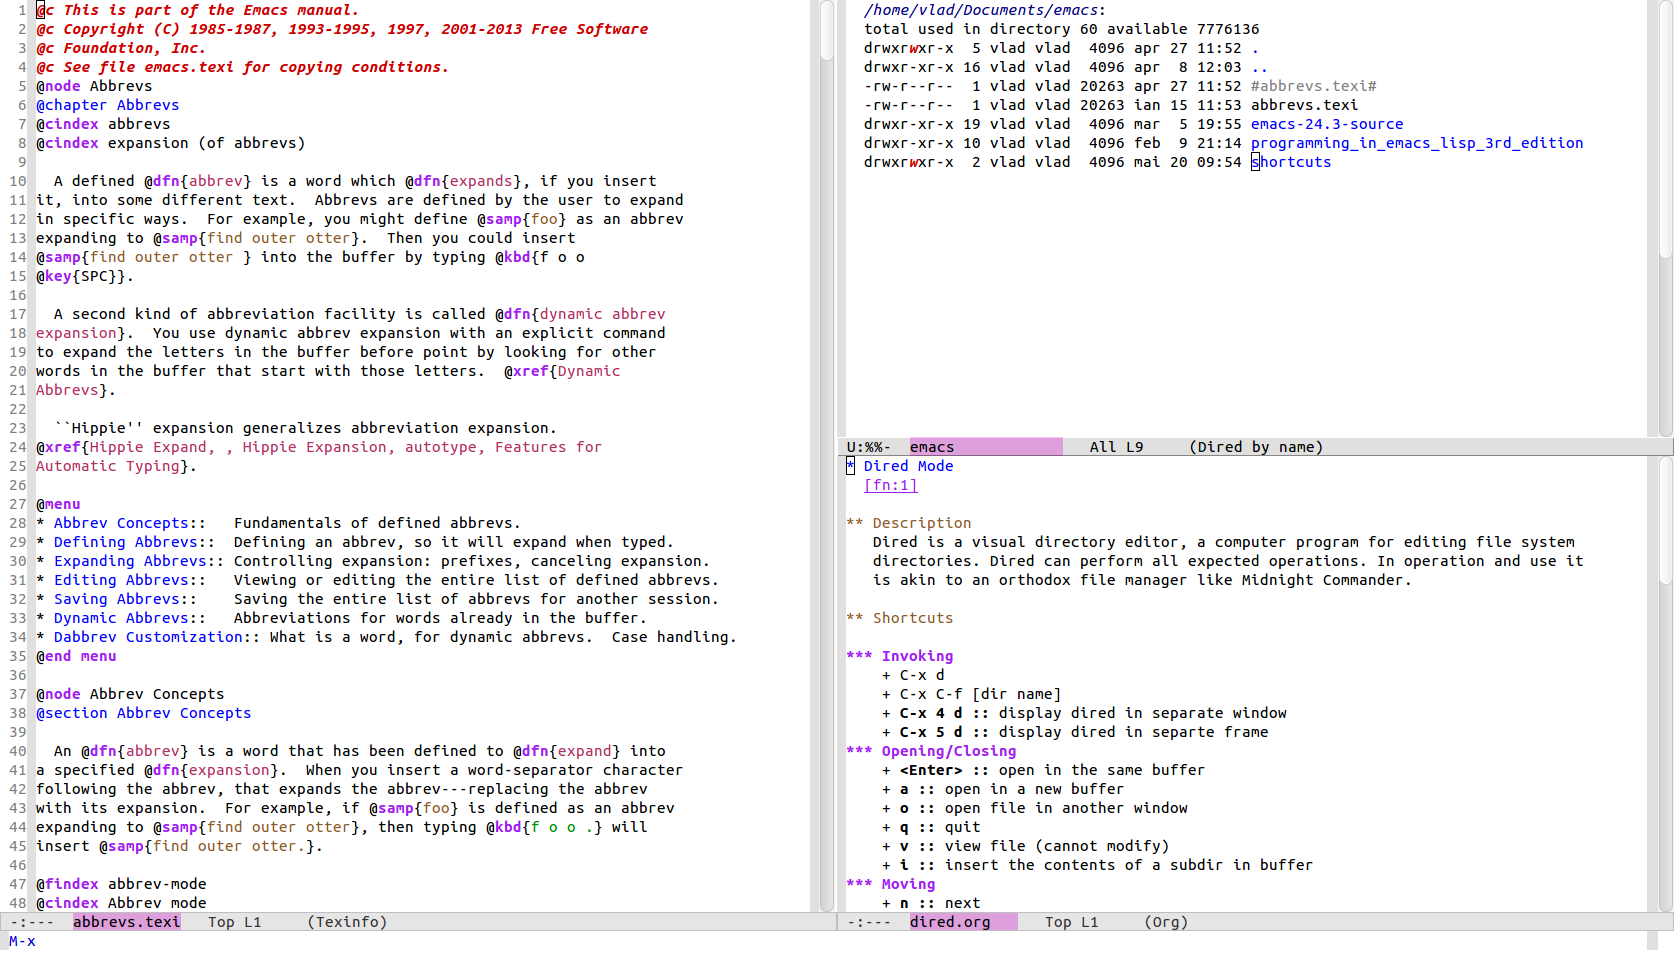 1 @c This is part of the Emacs manual.
2 @c Copyright (C) 1985-1987, 1993-1995, 1997, 2001-2013 Free Software
3 @c Foundation, Inc.
4 @c See file emacs.texi for copying conditions.
5 @node Abbrevs
6 @chapter Abbrevs
7 @cindex abbrevs
8 @cindex expansion (of abbrevs)
9
10   A defined @dfn{abbrev} is a word which @dfn{expands}, if you insert
11 it, into some different text.  Abbrevs are defined by the user to expand
12 in specific ways.  For example, you might define @samp{foo} as an abbrev
13 expanding to @samp{find outer otter}.  Then you could insert
14 @samp{find outer otter } into the buffer by typing @kbd{f o o
15 @key{SPC}}.
16
17   A second kind of abbreviation facility is called @dfn{dynamic abbrev
18 expansion}.  You use dynamic abbrev expansion with an explicit command
19 to expand the letters in the buffer before point by looking for other
20 words in the buffer that start with those letters.  @xref{Dynamic
21 Abbrevs}.
22
23   ``Hippie'' expansion generalizes abbreviation expansion.
24 @xref{Hippie Expand, , Hippie Expansion, autotype, Features for
25 Automatic Typing}.
26
27 @menu
28 * Abbrev Concepts::   Fundamentals of defined abbrevs.
29 * Defining Abbrevs::  Defining an abbrev, so it will expand when typed.
30 * Expanding Abbrevs:: Controlling expansion: prefixes, canceling expansion.
31 * Editing Abbrevs::   Viewing or editing the entire list of defined abbrevs.
32 * Saving Abbrevs::    Saving the entire list of abbrevs for another session.
33 * Dynamic Abbrevs::   Abbreviations for words already in the buffer.
34 * Dabbrev Customization:: What is a word, for dynamic abbrevs.  Case handling.
35 @end menu
36
37 @node Abbrev Concepts
38 @section Abbrev Concepts
39
40   An @dfn{abbrev} is a word that has been defined to @dfn{expand} into
41 a specified @dfn{expansion}.  When you insert a word-separator character
42 following the abbrev, that expands the abbrev---replacing the abbrev
43 with its expansion.  For example, if @samp{foo} is defined as an abbrev
44 expanding to @samp{find outer otter}, then typing @kbd{f o o .} will
45 insert @samp{find outer otter.}.
46
47 @findex abbrev-mode
48 @cindex Abbrev mode
-:---  abbrevs.texi   Top L1     (Texinfo)
M-x
/home/vlad/Documents/emacs:
total used in directory 60 available 7776136
drwxrwxr-x  5 vlad vlad  4096 apr 27 11:52 .
drwxr-xr-x 16 vlad vlad  4096 apr  8 12:03 ..
-rw-r--r--  1 vlad vlad 20263 apr 27 11:52 #abbrevs.texi#
-rw-r--r--  1 vlad vlad 20263 ian 15 11:53 abbrevs.texi
drwxr-xr-x 19 vlad vlad  4096 mar  5 19:55 emacs-24.3-source
drwxr-xr-x 10 vlad vlad  4096 feb  9 21:14 programming_in_emacs_lisp_3rd_edition
drwxrwxr-x  2 vlad vlad  4096 mai 20 09:54 shortcuts
U:%%-  emacs   All L9     (Dired by name)
* Dired Mode
[fn:1]

** Description
Dired is a visual directory editor, a computer program for editing file system
directories. Dired can perform all expected operations. In operation and use it
is akin to an orthodox file manager like Midnight Commander.

** Shortcuts

*** Invoking
+ C-x d
+ C-x C-f [dir name]
+ C-x 4 d :: display dired in separate window
+ C-x 5 d :: display dired in separte frame
*** Opening/Closing
+ <Enter> :: open in the same buffer
+ a :: open in a new buffer
+ o :: open file in another window
+ q :: quit
+ v :: view file (cannot modify)
+ i :: insert the contents of a subdir in buffer
*** Moving
+ n :: next
-:---  dired.org   Top L1     (Org)